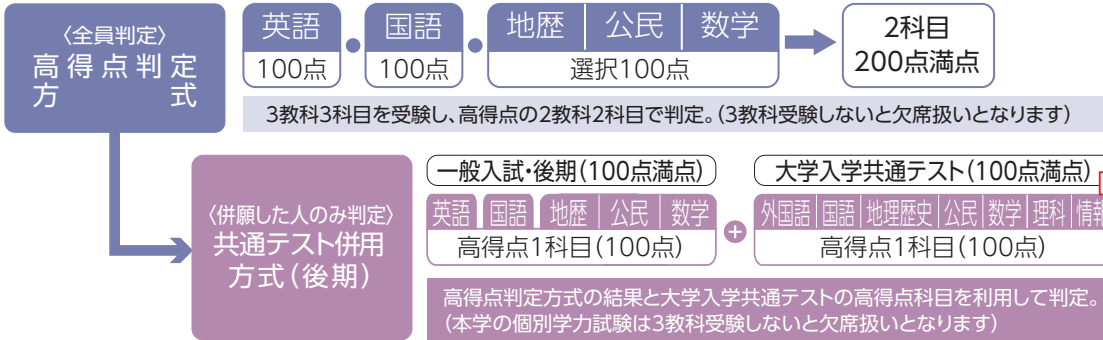 〈全員判定〉
高得点判定
方式
英語
100点
国語
100点
地歴 公民 数学
選択100点
2科目
200点満点
3教科3科目を受験し、高得点の2教科2科目で判定。(3教科受験しないと欠席扱いとなります)
〈併願した人のみ判定〉
共通テスト併用
方式(後期)
一般入試・後期(100点満点)
英語 国語 地歴 公民 数学
高得点1科目(100点)
+
大学入学共通テスト(100点満点)
外国語 国語 地理歴史 公民 数学 理科 情報
高得点1科目(100点)
高得点判定方式の結果と大学入学共通テストの高得点科目を利用して判定。
(本学の個別学力試験は3教科受験しないと欠席扱いとなります)